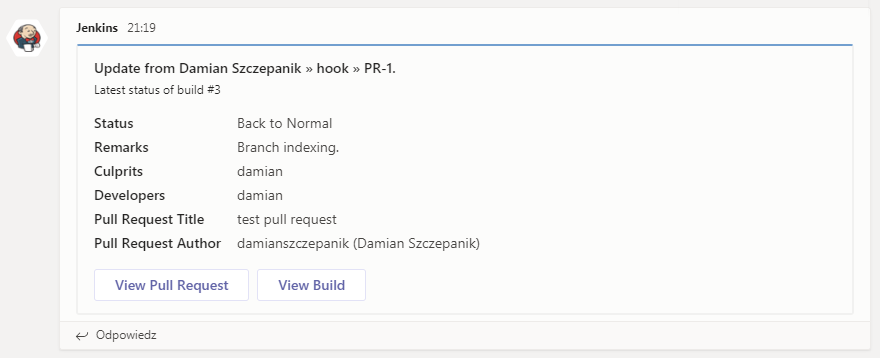 Jenkins 21:19
Update from Damian Szczepanik » hook » PR-1.
Latest status of build #3
Status Back to Normal
Remarks Branch indexing.
Culprits damian
Developers damian
Pull Request Title test pull request
Pull Request Author damianszczepanik (Damian Szczepanik)
View Pull Request View Build
Odpowiedz